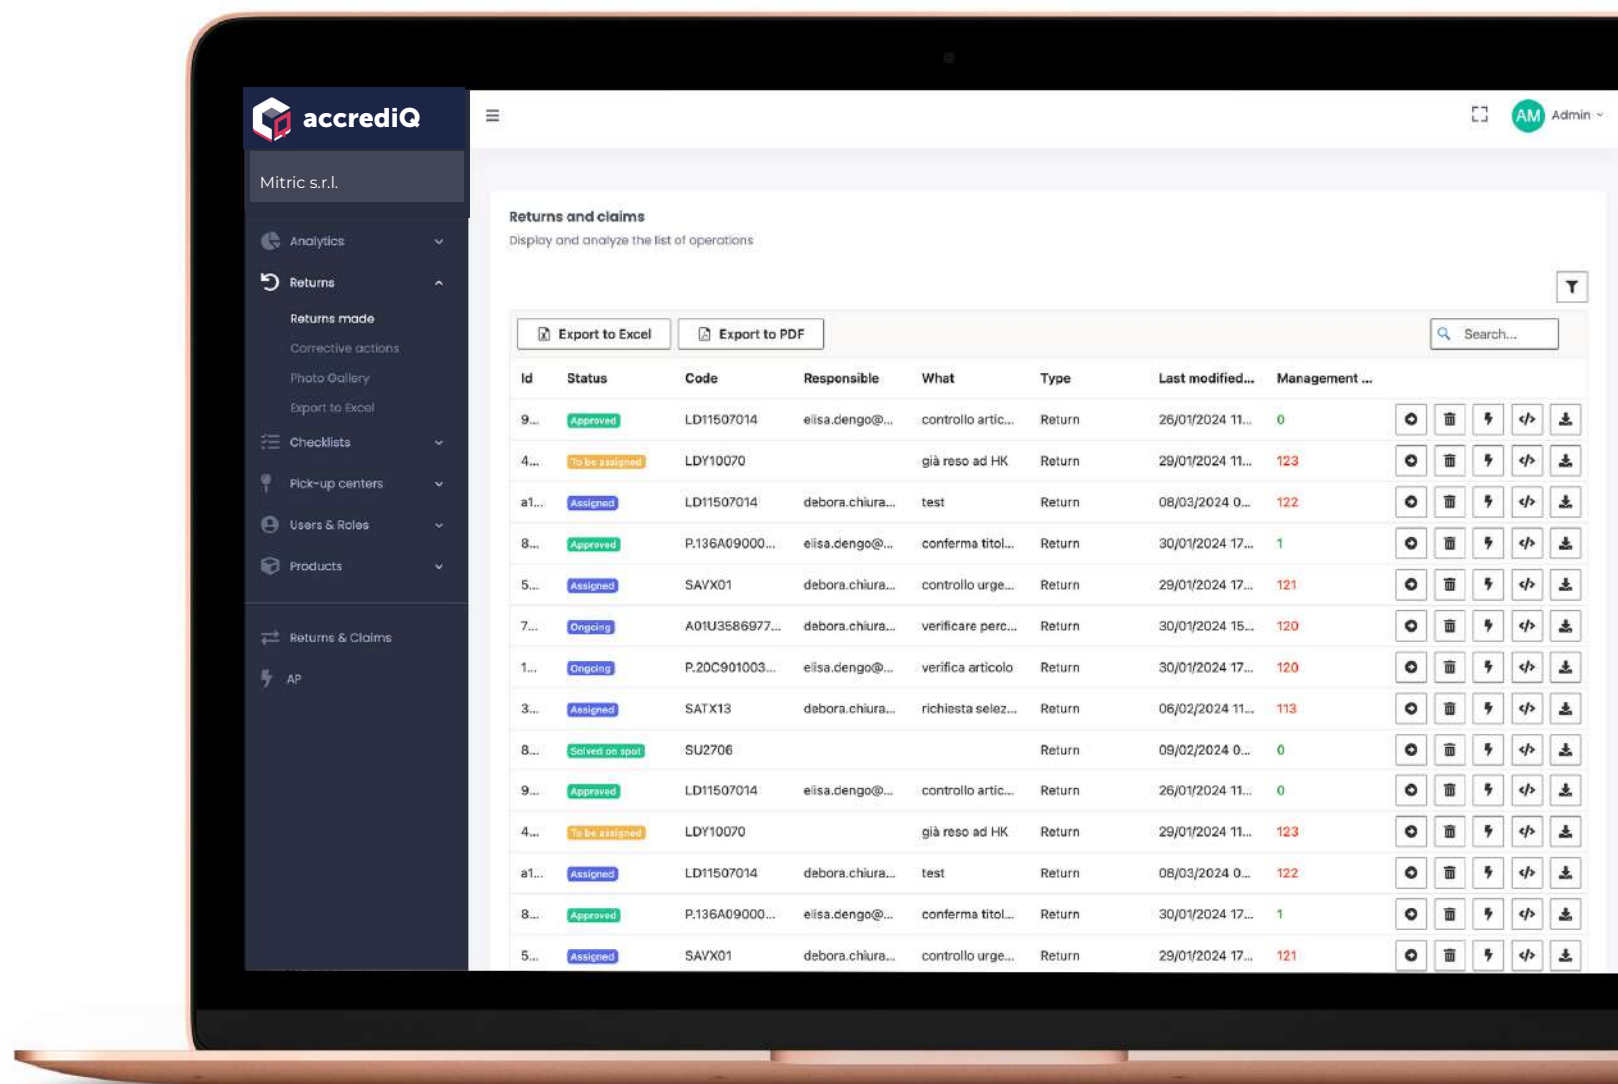 accrediQ
Admin
AM
Mitric s.r.l.
Analytics
Returns
Returns made
Corrective actions
Photo Gallery
Export to Excel
Checklists
Pick-up centers
Users & Roles
Products
Returns & Claims
AP
Returns and claims
Display and analyze the list of operations
Export to Excel Export to PDF Search...
Id Status Code Responsible What Type Last modified... Management ...
9... Approved LD11507014 elisa.dengo@... controllo artic... Return 26/01/2024 11... 0
4... To be assigned LDY10070 già reso ad HK Return 29/01/2024 11... 123
a1... Assigned LD11507014 debora.chiura... test Return 08/03/2024 0... 122
8... Approved P.136A09000... elisa.dengo@... conferma titol... Return 30/01/2024 17... 1
5... Assigned SAVX01 debora.chiura... controllo urge... Return 29/01/2024 17... 121
7... Ongoing A01U3586977... debora.chiura... verificare perc... Return 30/01/2024 15... 120
1... Ongoing P.20C901003... elisa.dengo@... verifica articolo Return 30/01/2024 17... 120
3... Assigned SATX13 debora.chiura... richiesta selez... Return 06/02/2024 11... 113
8... Solved on spot SU2706 Return 09/02/2024 0... 0
9... Approved LD11507014 elisa.dengo@... controllo artic... Return 26/01/2024 11... 0
4... To be assigned LDY10070 già reso ad HK Return 29/01/2024 11... 123
a1... Assigned LD11507014 debora.chiura... test Return 08/03/2024 0... 122
8... Approved P.136A09000... elisa.dengo@... conferma titol... Return 30/01/2024 17... 1
5... Assigned SAVX01 debora.chiura... controllo urge... Return 29/01/2024 17... 121